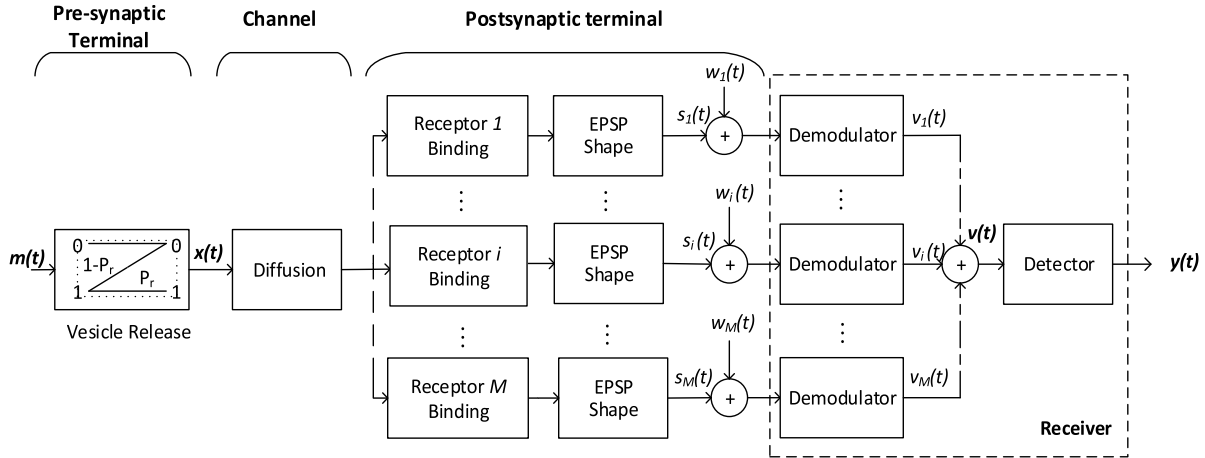 Pre-synaptic
Terminal
Channel
Postsynaptic terminal
m(t)
0
0
1-Pr
Pr
1
1
Vesicle Release
x(t)
Diffusion
Receptor 1
Binding
EPSP
Shape
s1(t)
w1(t)
+
Demodulator
v1(t)
Receptor i
Binding
EPSP
Shape
si(t)
wi(t)
+
Demodulator
vi(t)
Receptor M
Binding
EPSP
Shape
sM(t)
wM(t)
+
Demodulator
vM(t)
v(t)
+
Detector
y(t)
Receiver